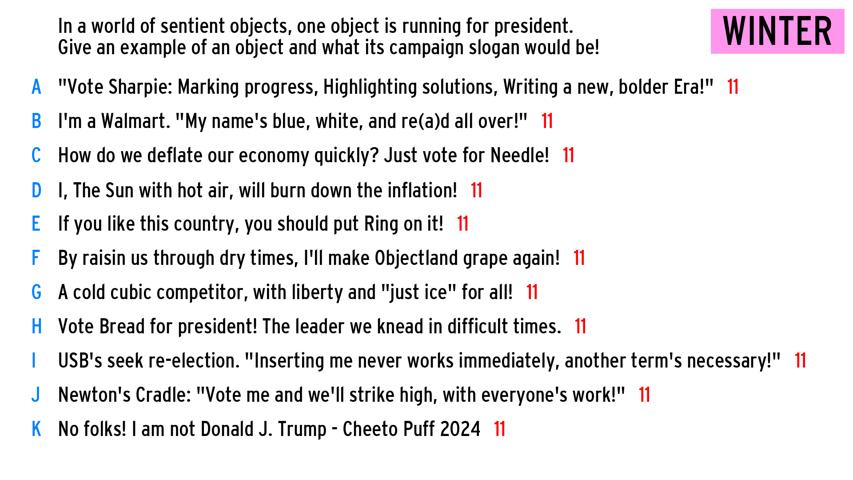 In a world of sentient objects, one object is running for president.
Give an example of an object and what its campaign slogan would be!
WINTER
A "Vote Sharpie: Marking progress, Highlighting solutions, Writing a new, bolder Era!" 11
B I'm a Walmart. "My name's blue, white, and re(a)d all over!" 11
C How do we deflate our economy quickly? Just vote for Needle! 11
D I, The Sun with hot air, will burn down the inflation! 11
E If you like this country, you should put Ring on it! 11
F By raisin us through dry times, I'll make Objectland grape again! 11
G A cold cubic competitor, with liberty and "just ice" for all! 11
H Vote Bread for president! The leader we knead in difficult times. 11
I USB's seek re-election. "Inserting me never works immediately, another term's necessary!" 11
J Newton's Cradle: "Vote me and we'll strike high, with everyone's work!" 11
K No folks! I am not Donald J. Trump - Cheeto Puff 2024 11